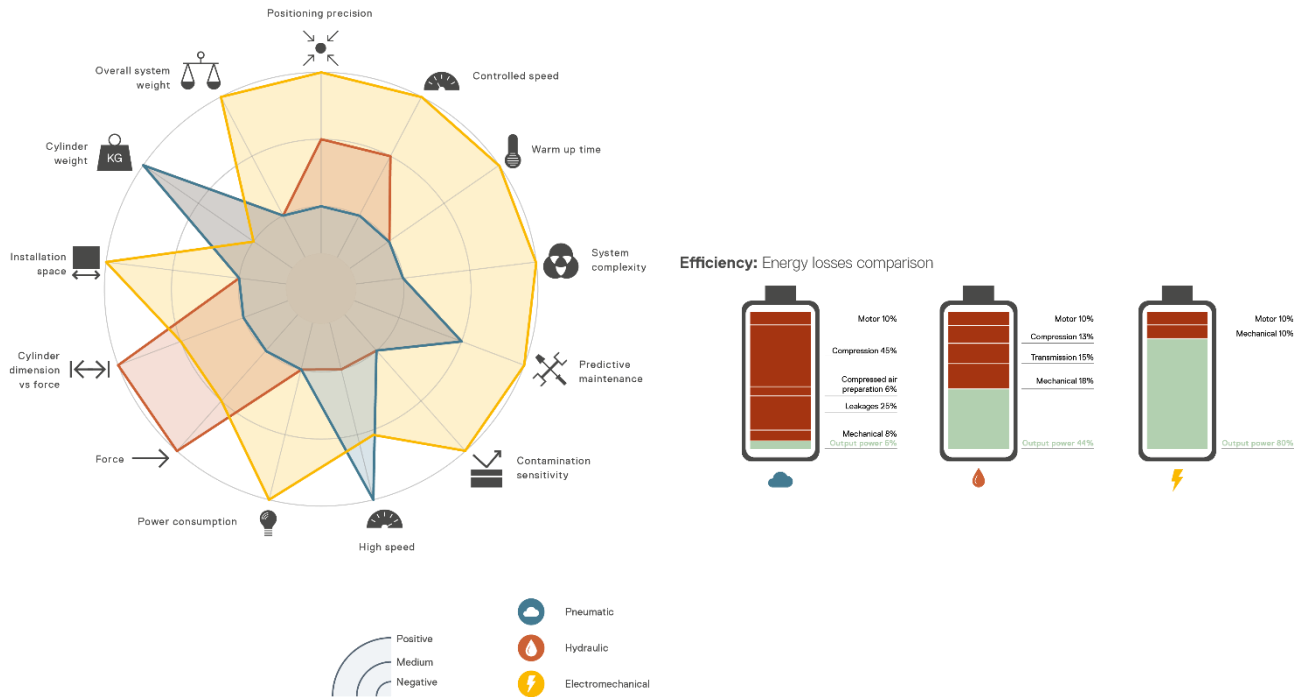 Positioning precision
Overall system
weight
Controlled speed
Cylinder
weight
KG
Warm up time
Installation
space
System
complexity
Cylinder
dimension
vs force
Predictive
maintenance
Force
Contamination
sensitivity
Power consumption
High speed
Positive
Medium
Negative
Pneumatic
Hydraulic
Electromechanical
Efficiency: Energy losses comparison
Motor 10%
Compression 45%
Compressed air
preparation 6%
Leakages 25%
Mechanical 8%
Output power 6%
Motor 10%
Compression 13%
Transmission 15%
Mechanical 18%
Output power 44%
Motor 10%
Mechanical 10%
Output power 80%